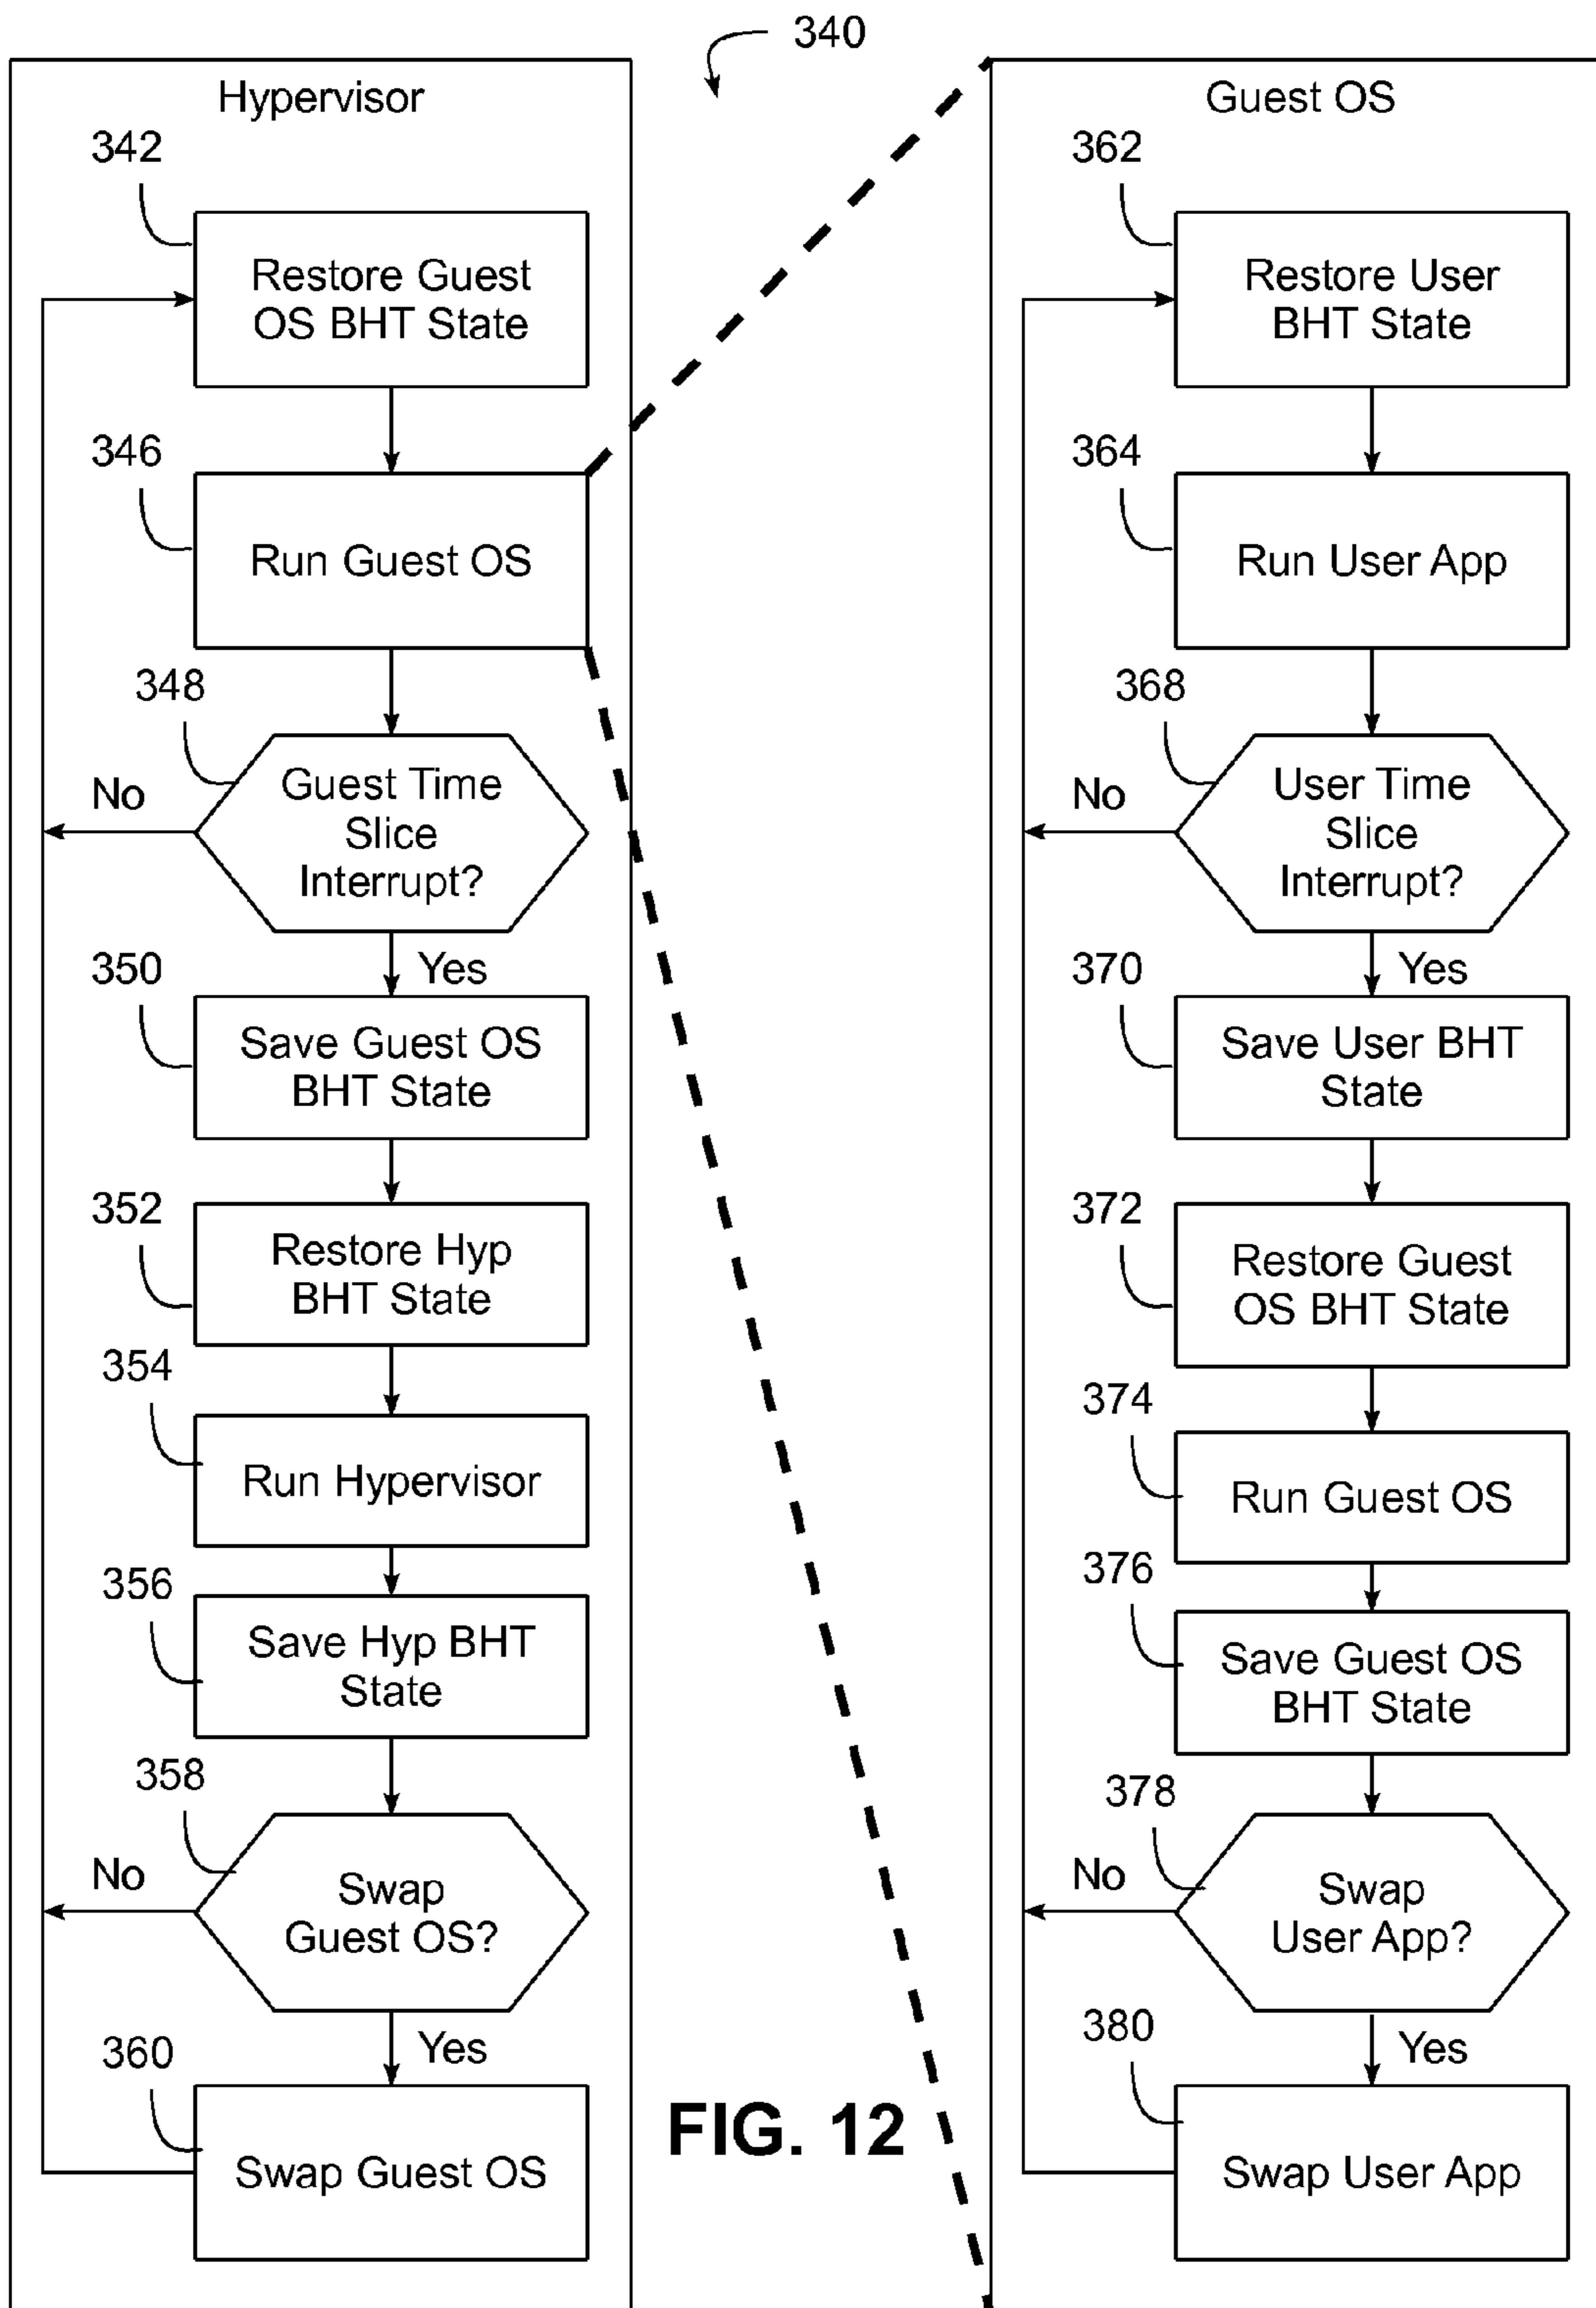 340
Hypervisor
342
Restore Guest
OS BHT State
346
Run Guest OS
348
Guest Time
Slice
Interrupt?
No
Yes
350
Save Guest OS
BHT State
352
Restore Hyp
BHT State
354
Run Hypervisor
356
Save Hyp BHT
State
358
Swap
Guest OS?
No
Yes
360
Swap Guest OS
Guest OS
362
Restore User
BHT State
364
Run User App
368
User Time
Slice
Interrupt?
No
Yes
370
Save User BHT
State
372
Restore Guest
OS BHT State
374
Run Guest OS
376
Save Guest OS
BHT State
378
Swap
User App?
No
Yes
380
Swap User App
FIG. 12